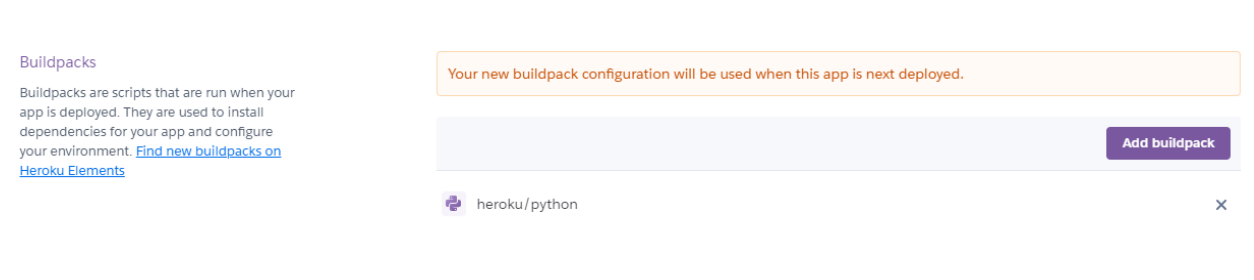 Buildpacks
Buildpacks are scripts that are run when your
app is deployed. They are used to install
dependencies for your app and configure
your environment. Find new buildpacks on
Heroku Elements
Your new buildpack configuration will be used when this app is next deployed.
Add buildpack
heroku/python